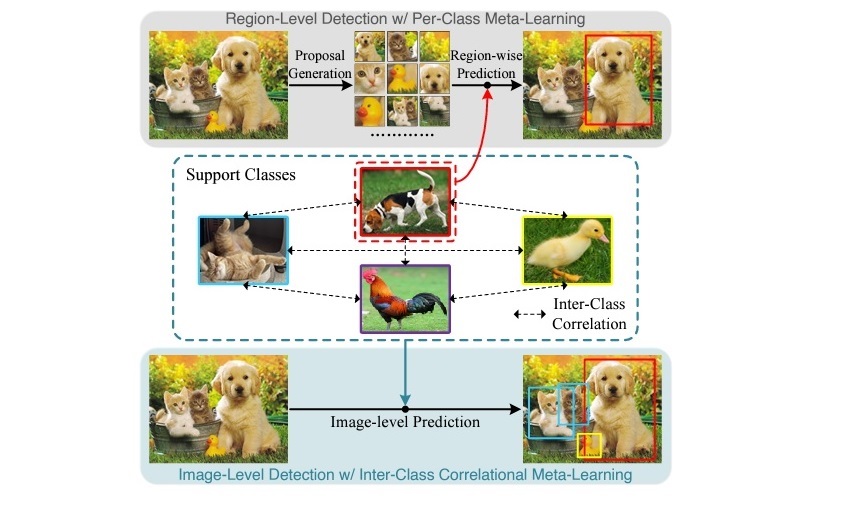 Region-Level Detection w/ Per-Class Meta-Learning
Proposal
Generation
Region-wise
Prediction
............
Support Classes
Inter-Class
Correlation
Image-level Prediction
Image-Level Detection w/ Inter-Class Correlational Meta-Learning